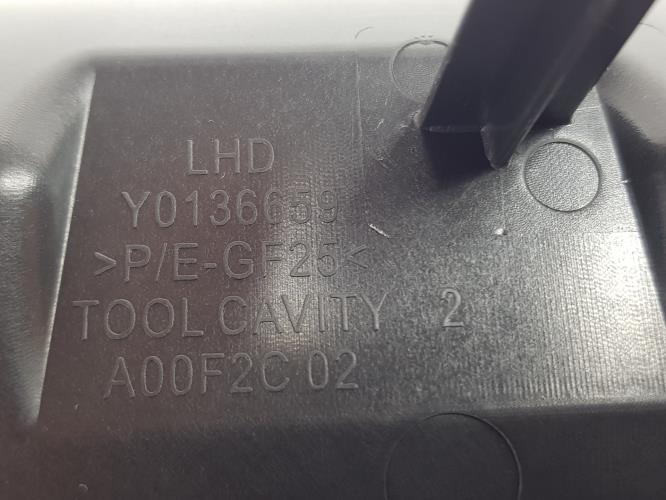 LHD
Y0136659
>P/E-GF25<
TOOL CAVITY 2
A00F2C 02